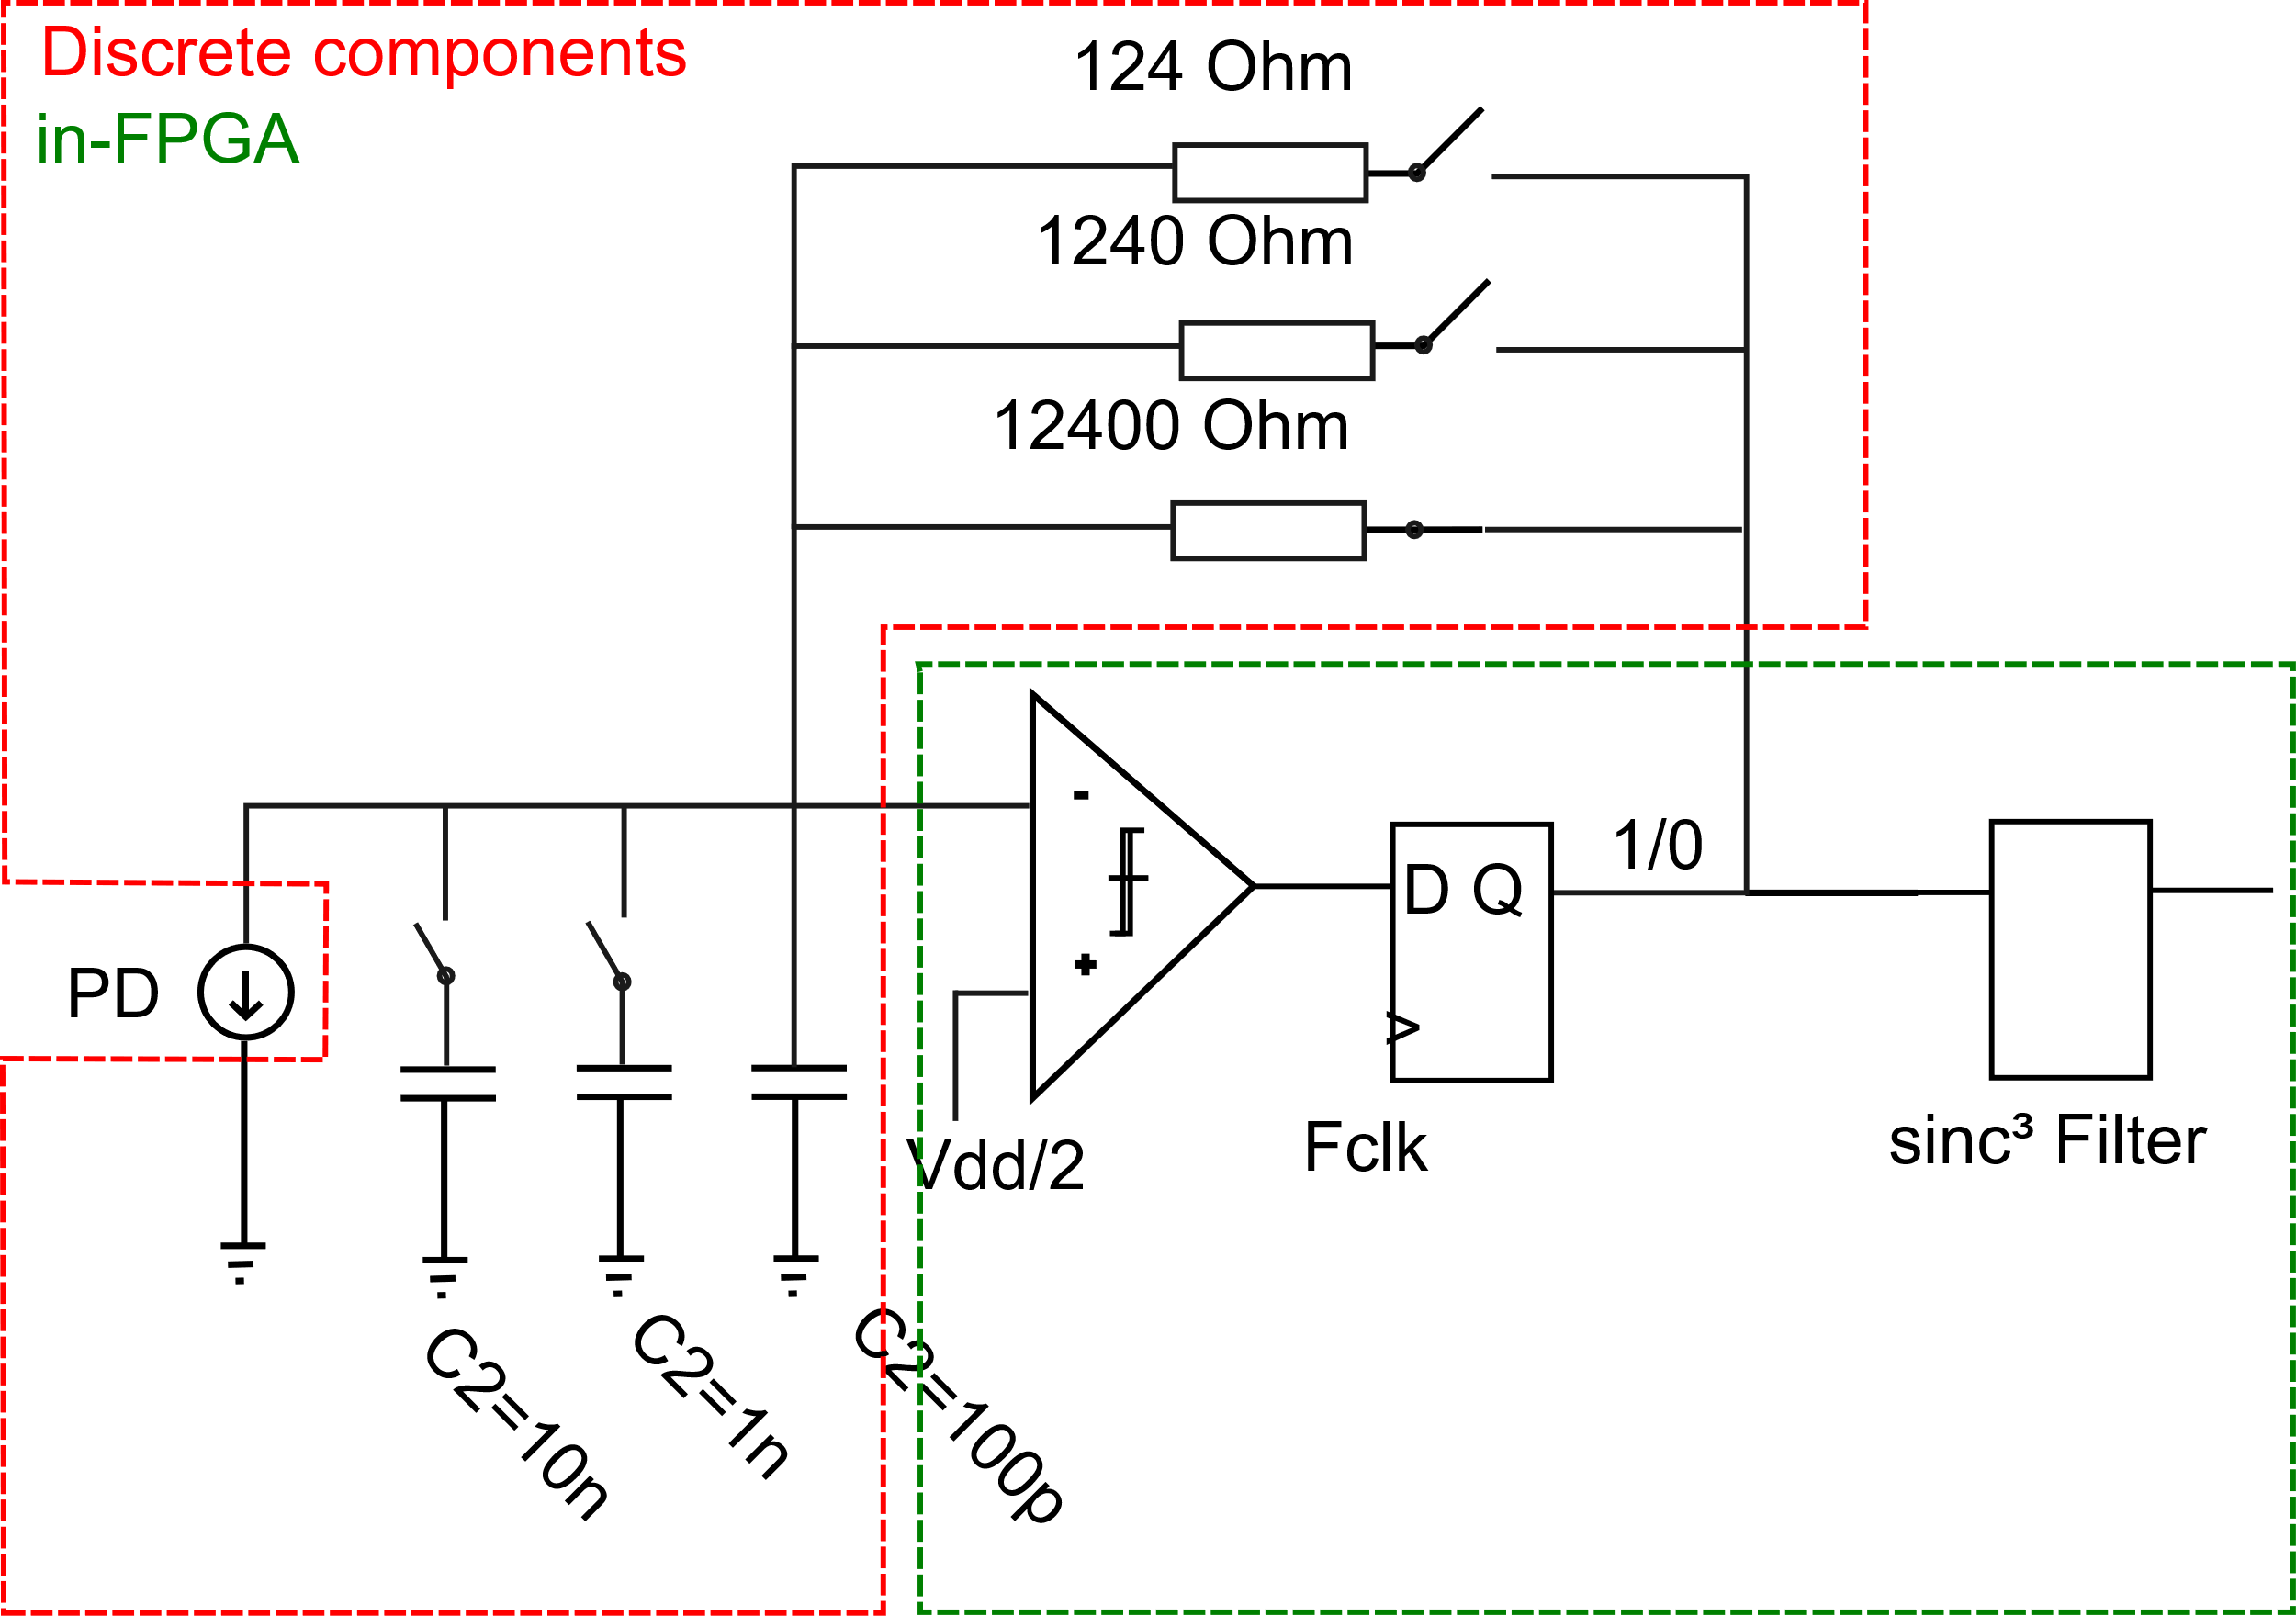 Discrete components
in-FPGA
124 Ohm
1240 Ohm
12400 Ohm
-
+
1/0
D Q
>
PD
Vdd/2
Fclk
sinc³ Filter
C2=10n
C2=1n
C2=100p